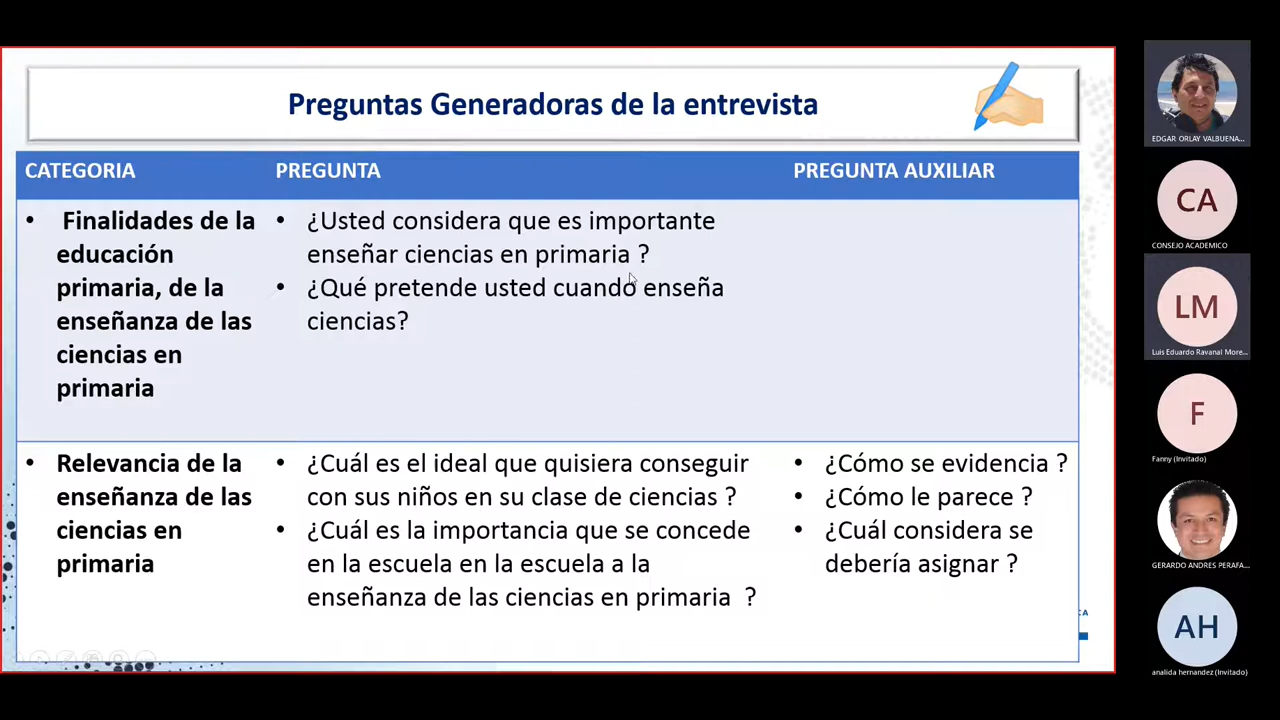 Preguntas Generadoras de la entrevista
CATEGORIA
PREGUNTA
PREGUNTA AUXILIAR
• Finalidades de la
educación
primaria, de la
enseñanza de las
ciencias en
primaria
• ¿Usted considera que es importante
enseñar ciencias en primaria ?
• ¿Qué pretende usted cuando enseña
ciencias?
• Relevancia de la
enseñanza de las
ciencias en
primaria
• ¿Cuál es el ideal que quisiera conseguir
con sus niños en su clase de ciencias ?
• ¿Cuál es la importancia que se concede
en la escuela en la escuela a la
enseñanza de las ciencias en primaria ?
• ¿Cómo se evidencia ?
• ¿Cómo le parece ?
• ¿Cuál considera se
debería asignar ?
CA
EDGAR ORLAY VALBUENA...
CA
CONSEJO ACADEMICO
LM
Luis Eduardo Ravanal More...
F
Fanny (Invitado)
GERARDO ANDRES PERAFA...
AH
analida hernandez (Invitado)